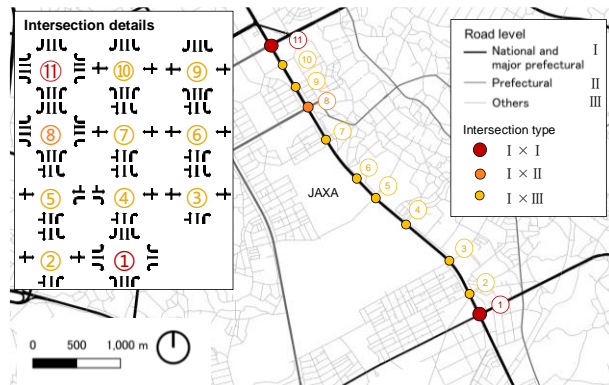 Intersection details
⑪ ⑩ ⑨
⑧ ⑦ ⑥
⑤ ④ ③
② ①
0 500 1,000 m
JAXA
11
10
9
8
7
6
5
4
3
2
1
Road level
National and major prefectural I
Prefectural II
Others III
Intersection type
I × I
I × II
I × III